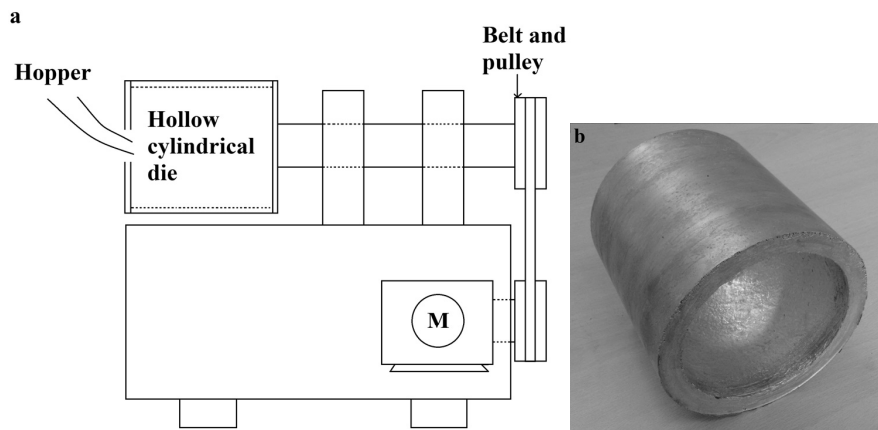 a
Belt and
pulley
Hopper
Hollow
cylindrical
die
b
M